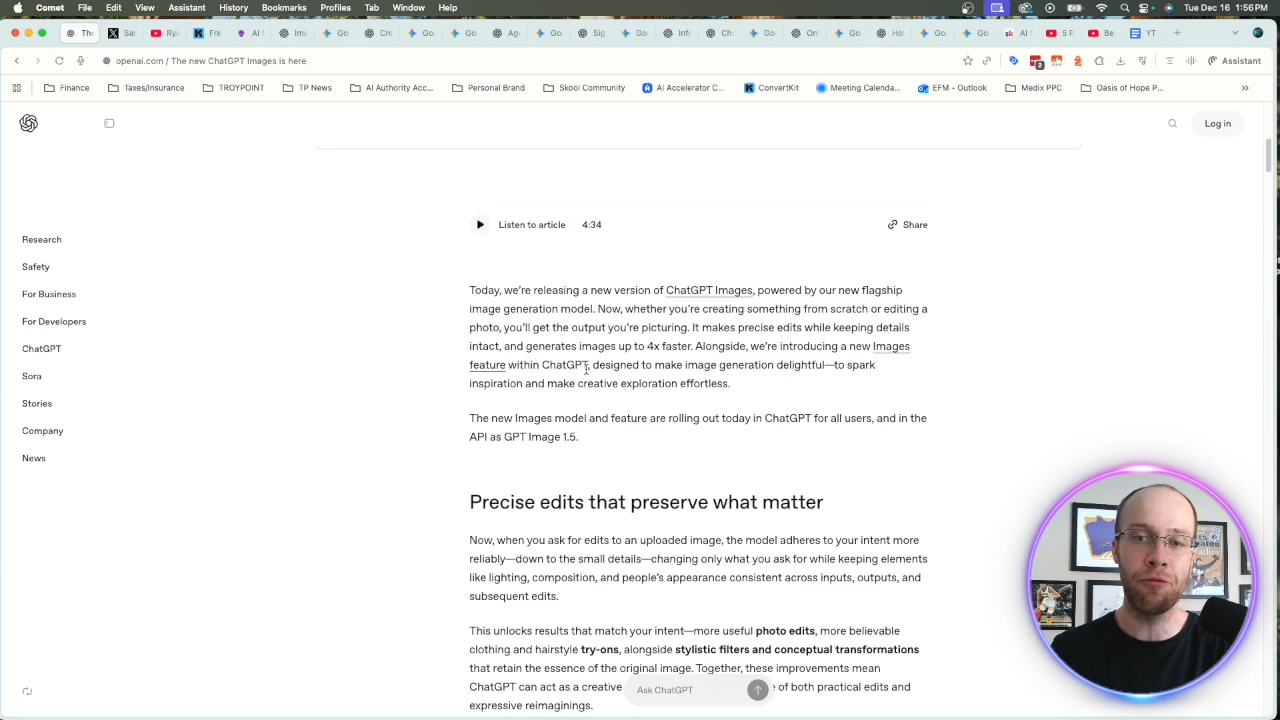 Comet File Edit View Assistant History Bookmarks Profiles Tab Window Help Tue Dec 16 1:56 PM
openai.com / The new ChatGPT Images is here 2 Assistant
Finance Taxes/Insurance TROYPOINT TP News AI Authority Acc... Personal Brand Skool Community AI Accelerator C... ConvertKit Meeting Calenda... EFM - Outlook Medix PPC Oasis of Hope P...
Log in
Listen to article 4:34 Share
Research
Safety
For Business
For Developers
ChatGPT
Sora
Stories
Company
News
Today, we're releasing a new version of ChatGPT Images, powered by our new flagship
image generation model. Now, whether you're creating something from scratch or editing a
photo, you'll get the output you're picturing. It makes precise edits while keeping details
intact, and generates images up to 4x faster. Alongside, we're introducing a new Images
feature within ChatGPT, designed to make image generation delightful—to spark
inspiration and make creative exploration effortless.
The new Images model and feature are rolling out today in ChatGPT for all users, and in the
API as GPT Image 1.5.
Precise edits that preserve what matter
Now, when you ask for edits to an uploaded image, the model adheres to your intent more
reliably—down to the small details—changing only what you ask for while keeping elements
like lighting, composition, and people's appearance consistent across inputs, outputs, and
subsequent edits.
This unlocks results that match your intent—more useful photo edits, more believable
clothing and hairstyle try-ons, alongside stylistic filters and conceptual transformations
that retain the essence of the original image. Together, these improvements mean
ChatGPT can act as a creative of both practical edits and
expressive reimaginings.
Ask ChatGPT